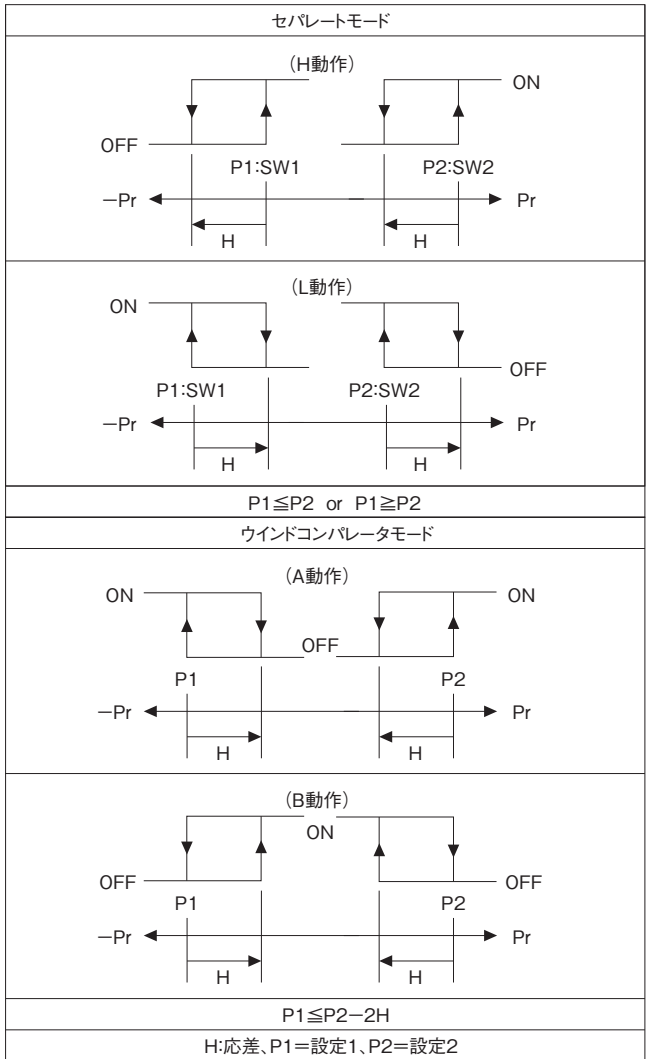 セパレートモード
(H動作)
ON
OFF
P1:SW1 P2:SW2
−Pr Pr
H H
(L動作)
ON
OFF
P1:SW1 P2:SW2
−Pr Pr
H H
P1≦P2 or P1≧P2
ウインドコンパレータモード
(A動作)
ON ON
OFF
P1 P2
−Pr Pr
H H
(B動作)
ON
OFF OFF
P1 P2
−Pr Pr
H H
P1≦P2−2H
H:応差、P1=設定1、P2=設定2